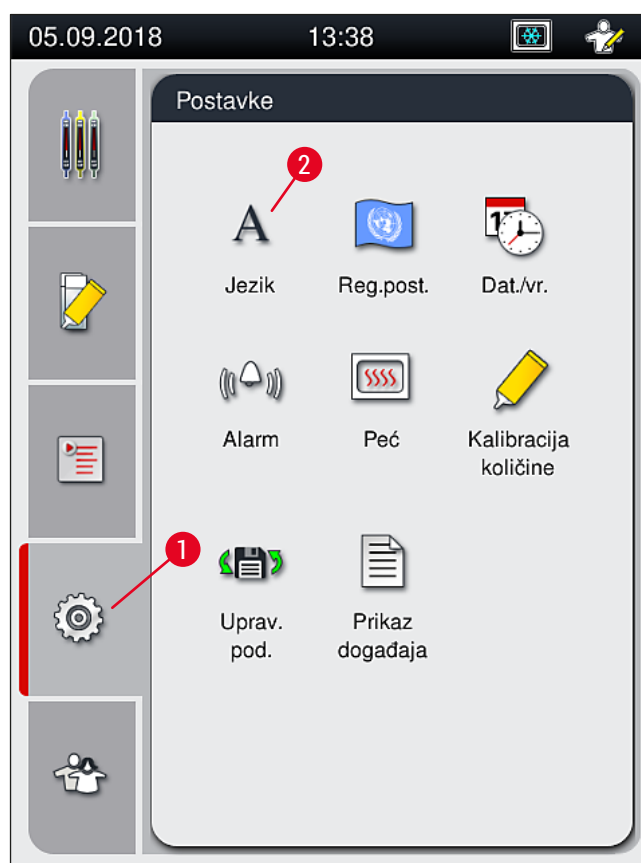 05.09.2018 13:38
Postavke
2
A
Jezik Reg.post. Dat./vr.
Alarm Peć Kalibracija
količine
1
Uprav.
pod.
Prikaz
događaja